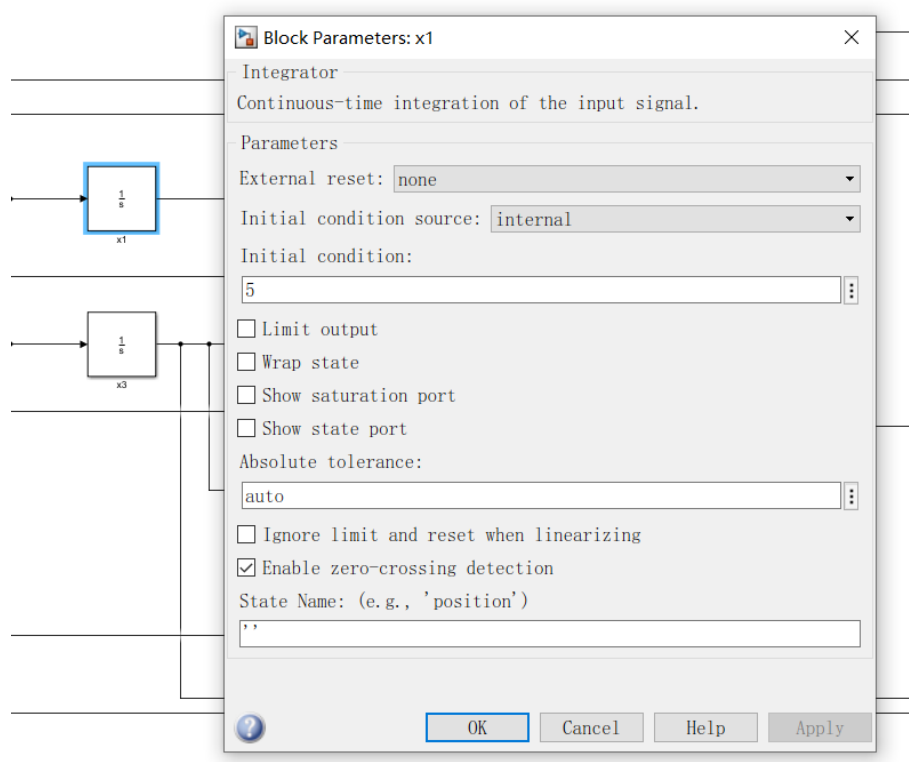 Block Parameters: x1
Integrator
Continuous-time integration of the input signal.
Parameters
External reset: none
Initial condition source: internal
Initial condition:
5
Limit output
Wrap state
Show saturation port
Show state port
Absolute tolerance:
auto
Ignore limit and reset when linearizing
Enable zero-crossing detection
State Name: (e.g., 'position')
''
OK Cancel Help Apply
1
s
x1
1
s
x3